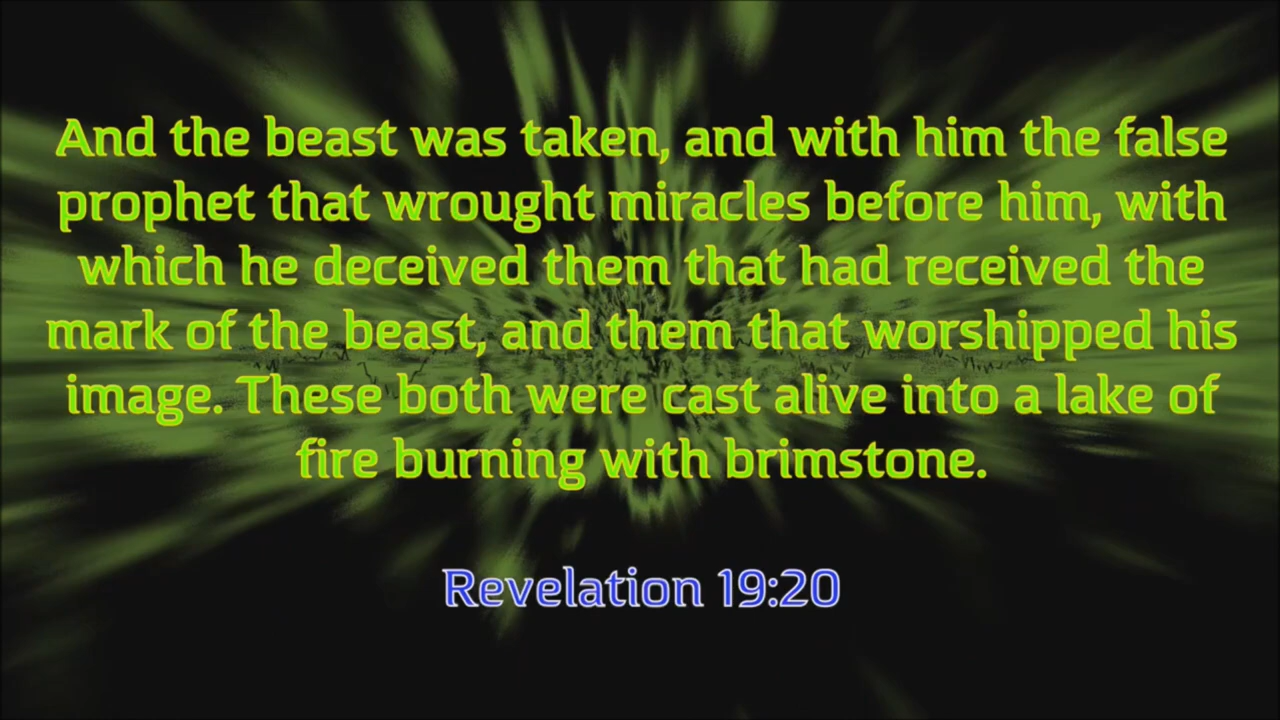 And the beast was taken, and with him the false
prophet that wrought miracles before him, with
which he deceived them that had received the
mark of the beast, and them that worshipped his
image. These both were cast alive into a lake of
fire burning with brimstone.
Revelation 19:20